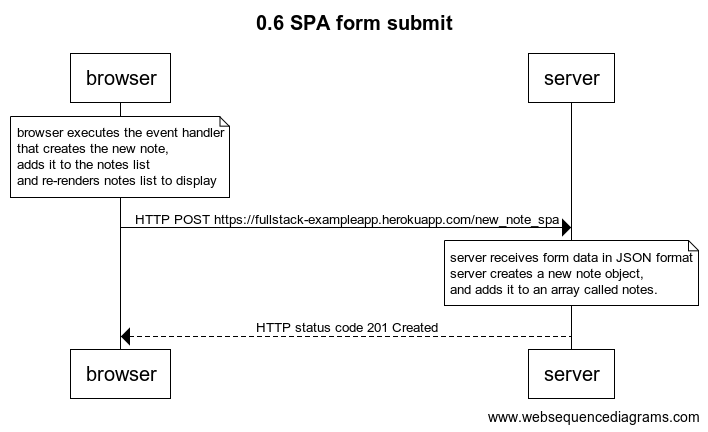 0.6 SPA form submit
browser
server
browser executes the event handler
that creates the new note,
adds it to the notes list
and re-renders notes list to display
HTTP POST https://fullstack-exampleapp.herokuapp.com/new_note_spa
server receives form data in JSON format
server creates a new note object,
and adds it to an array called notes.
HTTP status code 201 Created
browser
server
www.websequencediagrams.com